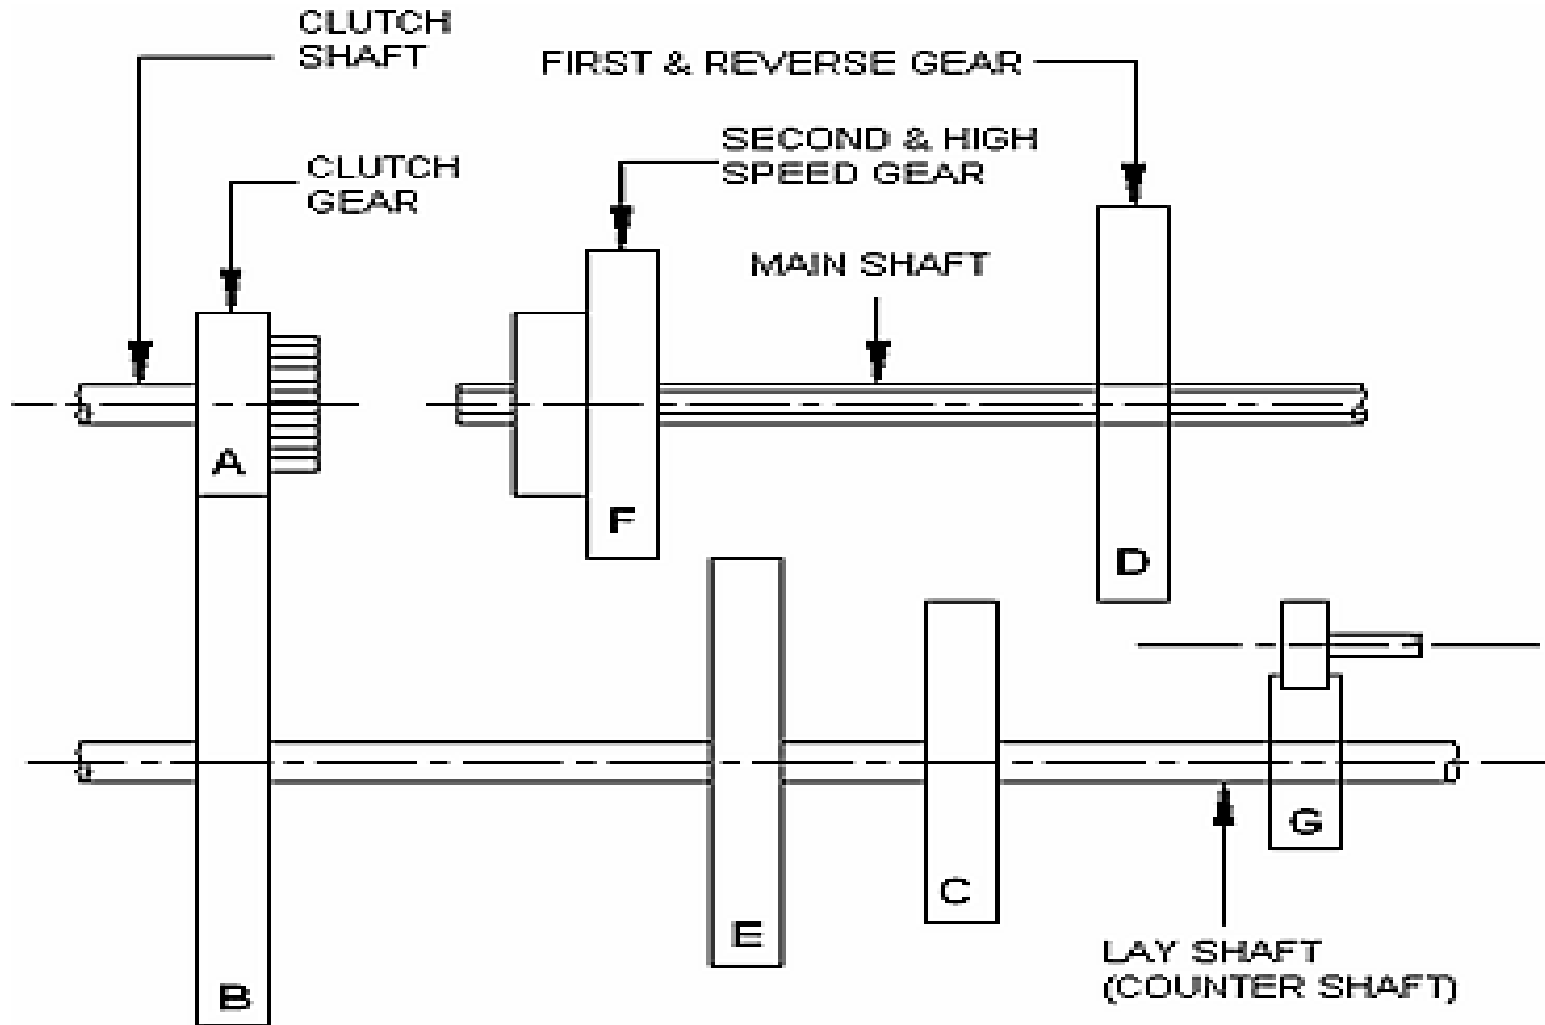 CLUTCH
SHAFT
FIRST & REVERSE GEAR
SECOND & HIGH
SPEED GEAR
CLUTCH
GEAR
MAIN SHAFT
A
F
D
G
C
E
B
LAY SHAFT
(COUNTER SHAFT)